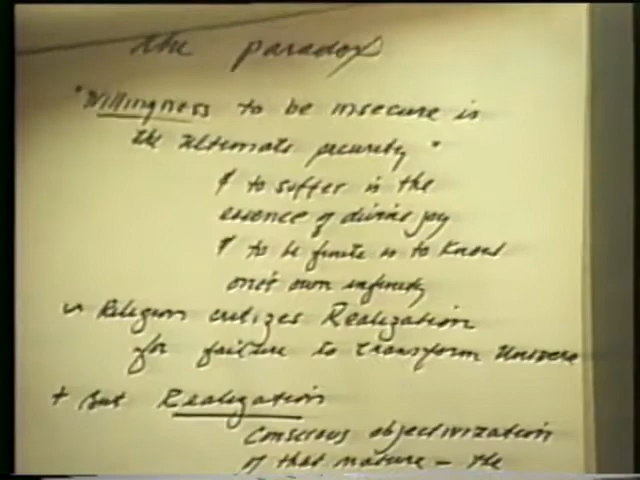 the paradox
"Willingness to be insecure is
the ultimate security"
& to suffer is the
essence of divine joy
& to be finite is to know
one's own infinity
Religion critizes Realization
for failure to transform Universe
+ But Realization
Conscious objectivization
of that nature – the